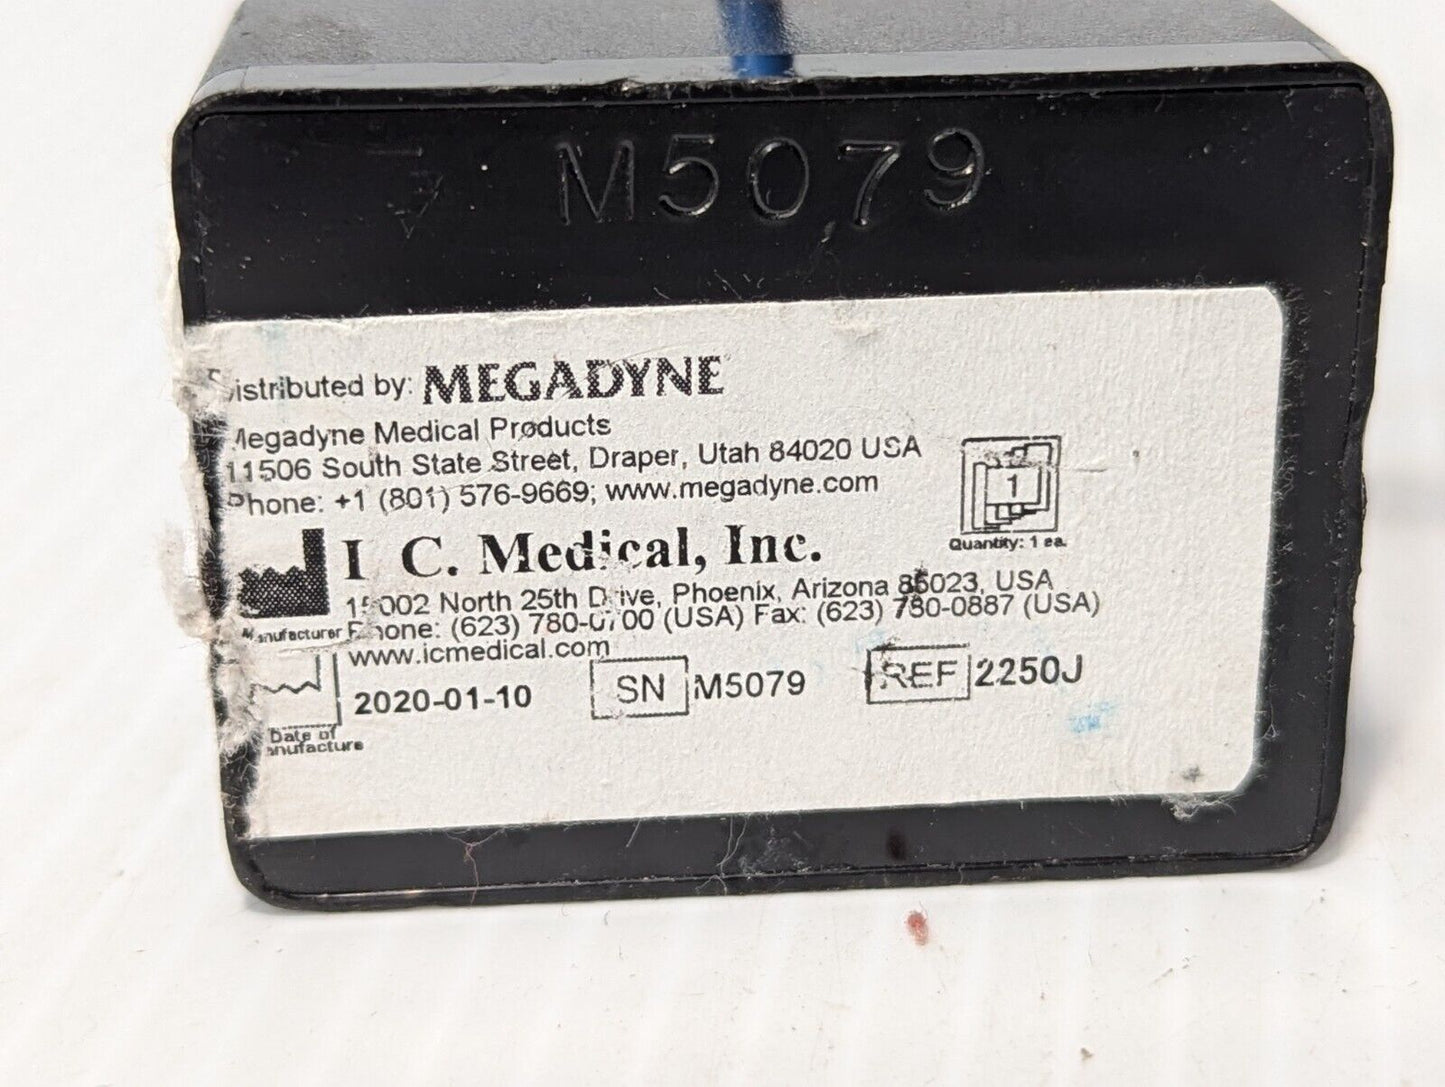 M5079
Distributed by: MEGADYNE
Megadyne Medical Products
11506 South State Street, Draper, Utah 84020 USA
Phone: +1 (801) 576-9669; www.megadyne.com
1
Quantity: 1 ea.
I C. Medical, Inc.
15002 North 25th Drive, Phoenix, Arizona 85023, USA
Phone: (623) 780-0700 (USA) Fax: (623) 780-0887 (USA)
Manufacturer
www.icmedical.com
2020-01-10
SN M5079
REF 2250J
Date of
Manufacture